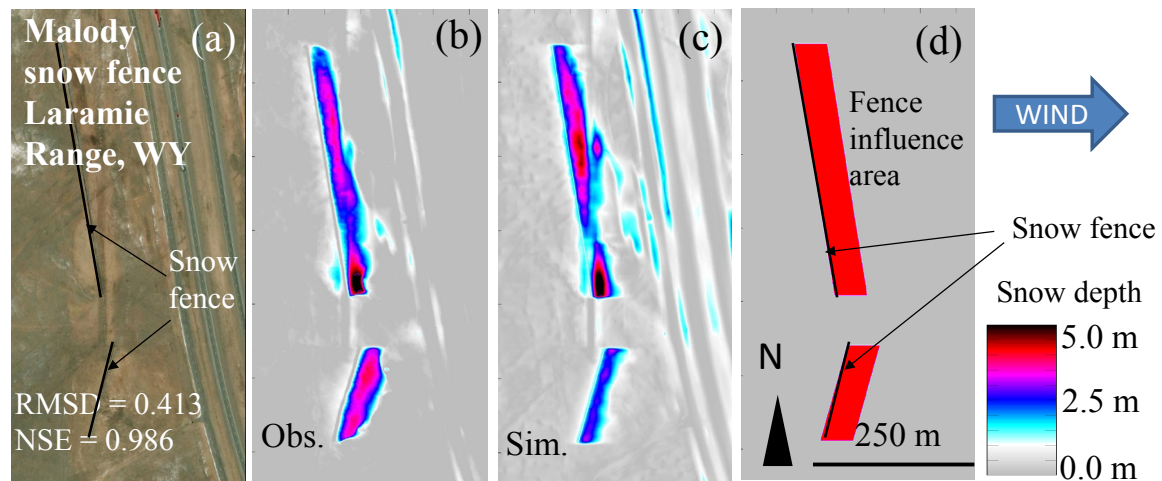 Malody
snow fence
Laramie
Range, WY
(a)
Snow
fence
RMSD = 0.413
NSE = 0.986
(b)
Obs.
(c)
Sim.
(d)
Fence
influence
area
N
250 m
WIND
Snow fence
Snow depth
5.0 m
2.5 m
0.0 m